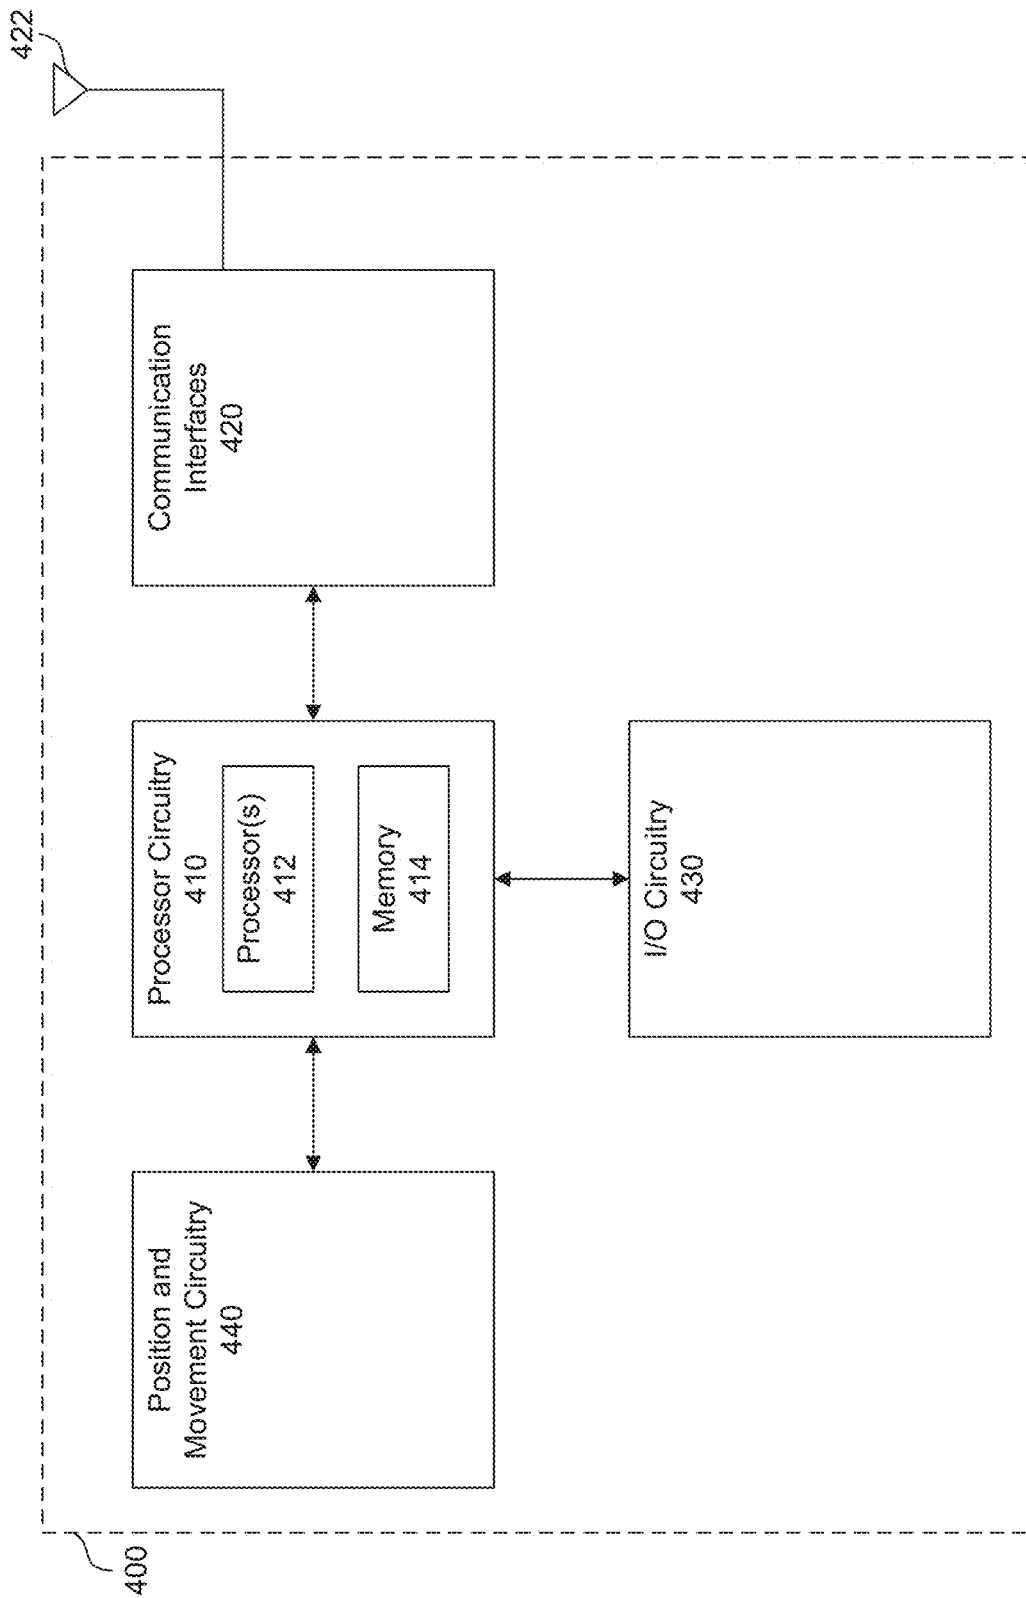 400
Position and
Movement Circuitry
440
Processor Circuitry
410
Processor(s)
412
Memory
414
Communication
Interfaces
420
422
I/O Circuitry
430